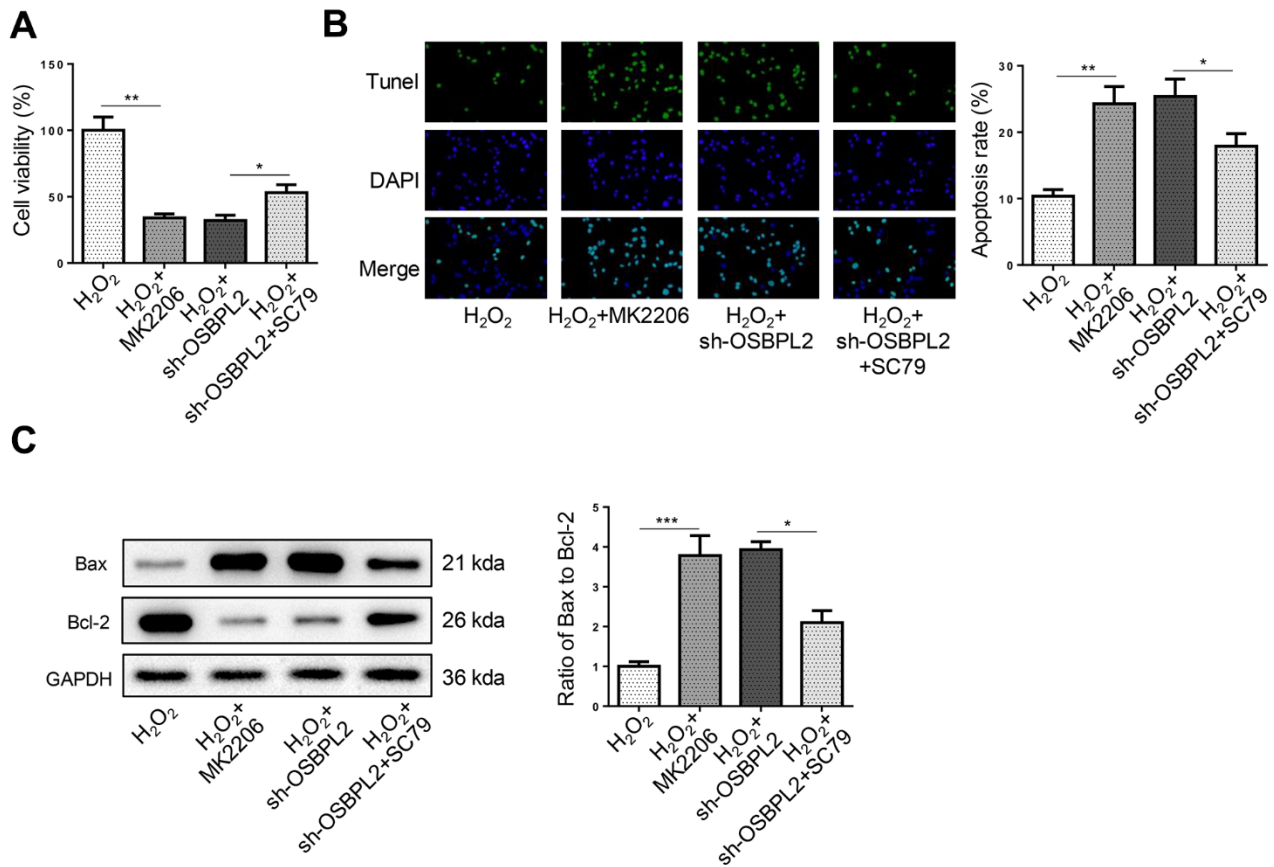 A
Cell viability (%)
150
100
50
0
**
*
H₂O₂
H₂O₂+
MK2206
H₂O₂+
sh-OSBPL2
H₂O₂+
sh-OSBPL2+SC79
B
Tunel
DAPI
Merge
H₂O₂
H₂O₂+MK2206
H₂O₂+
sh-OSBPL2
H₂O₂+
sh-OSBPL2
+SC79
Apoptosis rate (%)
30
20
10
0
**
*
H₂O₂
H₂O₂+
MK2206
H₂O₂+
sh-OSBPL2
H₂O₂+
sh-OSBPL2+SC79
C
Bax
21 kda
Bcl-2
26 kda
GAPDH
36 kda
H₂O₂
H₂O₂+
MK2206
H₂O₂+
sh-OSBPL2
H₂O₂+
sh-OSBPL2+SC79
Ratio of Bax to Bcl-2
5
4
3
2
1
0
***
*
H₂O₂
H₂O₂+
MK2206
H₂O₂+
sh-OSBPL2
H₂O₂+
sh-OSBPL2+SC79